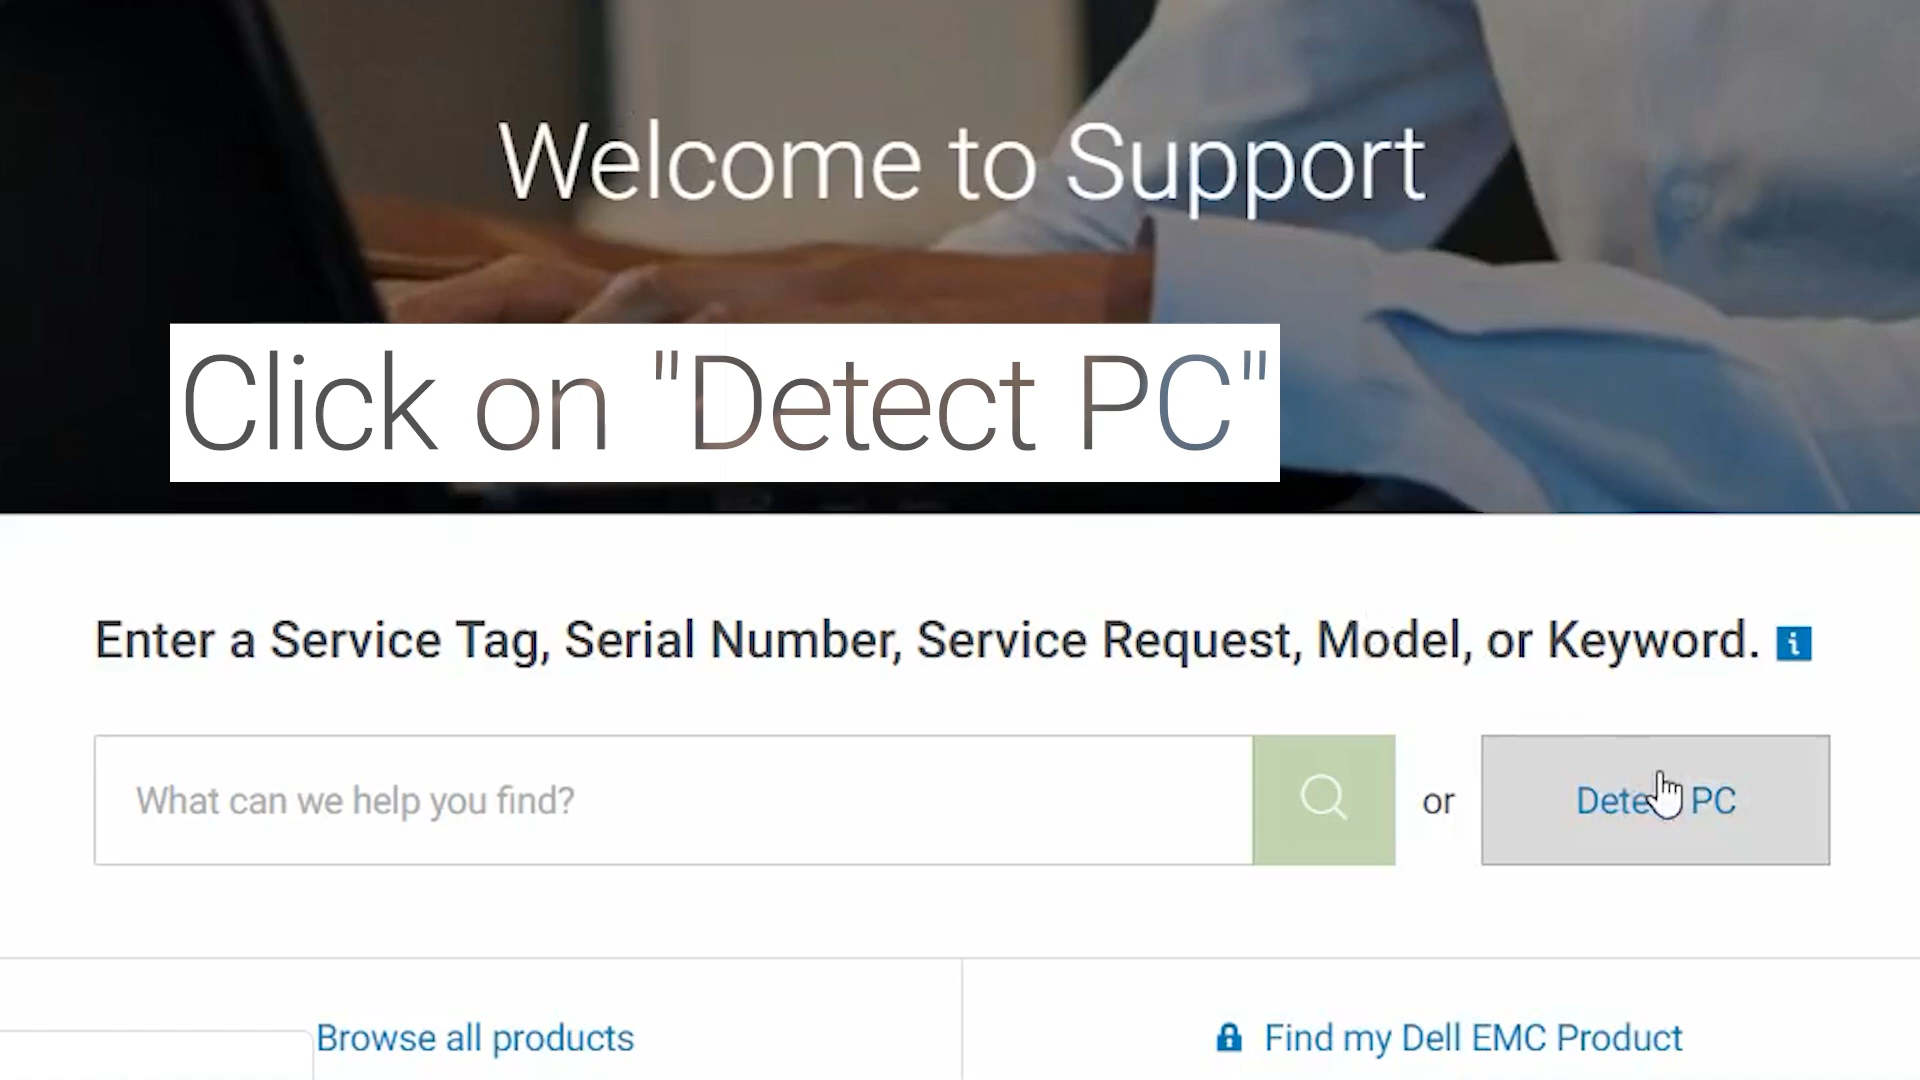 Welcome to Support
Click on "Detect PC"
Enter a Service Tag, Serial Number, Service Request, Model, or Keyword.
What can we help you find?
or
Detect PC
Browse all products
Find my Dell EMC Product